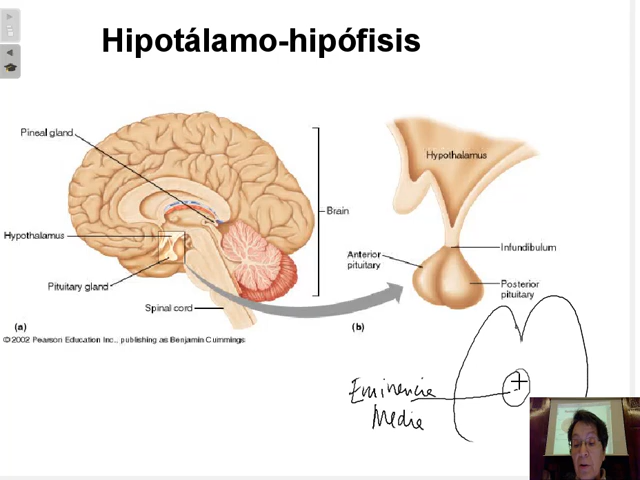 Hipotálamo-hipófisis
Pineal gland
Hypothalamus
Pituitary gland
Spinal cord
Brain
(a)
© 2002 Pearson Education Inc., publishing as Benjamin Cummings
Hypothalamus
Infundibulum
Anterior
pituitary
Posterior
pituitary
(b)
Eminencia
Media